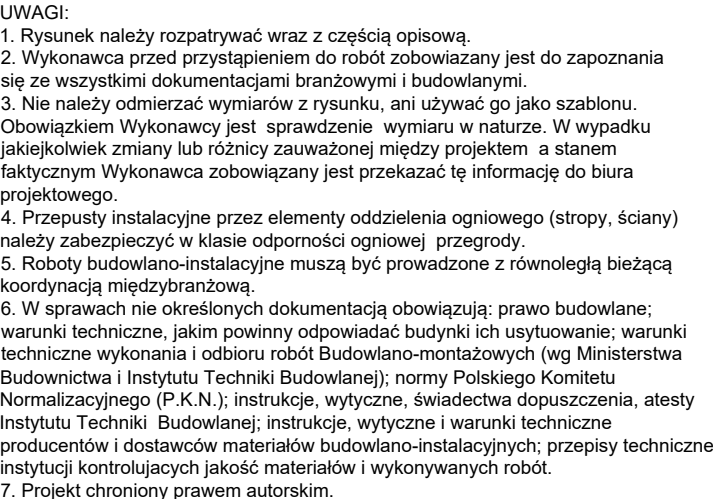 UWAGI:
1. Rysunek należy rozpatrywać wraz z częścią opisową.
2. Wykonawca przed przystąpieniem do robót zobowiazany jest do zapoznania
się ze wszystkimi dokumentacjami branżowymi i budowlanymi.
3. Nie należy odmierzać wymiarów z rysunku, ani używać go jako szablonu.
Obowiązkiem Wykonawcy jest  sprawdzenie  wymiaru w naturze. W wypadku
jakiejkolwiek zmiany lub różnicy zauważonej między projektem  a stanem
faktycznym Wykonawca zobowiązany jest przekazać tę informację do biura
projektowego.
4. Przepusty instalacyjne przez elementy oddzielenia ogniowego (stropy, ściany)
należy zabezpieczyć w klasie odporności ogniowej  przegrody.
5. Roboty budowlano-instalacyjne muszą być prowadzone z równoległą bieżącą
koordynacją międzybranżową.
6. W sprawach nie określonych dokumentacją obowiązują: prawo budowlane;
warunki techniczne, jakim powinny odpowiadać budynki ich usytuowanie; warunki
techniczne wykonania i odbioru robót Budowlano-montażowych (wg Ministerstwa
Budownictwa i Instytutu Techniki Budowlanej); normy Polskiego Komitetu
Normalizacyjnego (P.K.N.); instrukcje, wytyczne, świadectwa dopuszczenia, atesty
Instytutu Techniki  Budowlanej; instrukcje, wytyczne i warunki techniczne
producentów i dostawców materiałów budowlano-instalacyjnych; przepisy techniczne
instytucji kontrolujacych jakość materiałów i wykonywanych robót.
7. Projekt chroniony prawem autorskim.